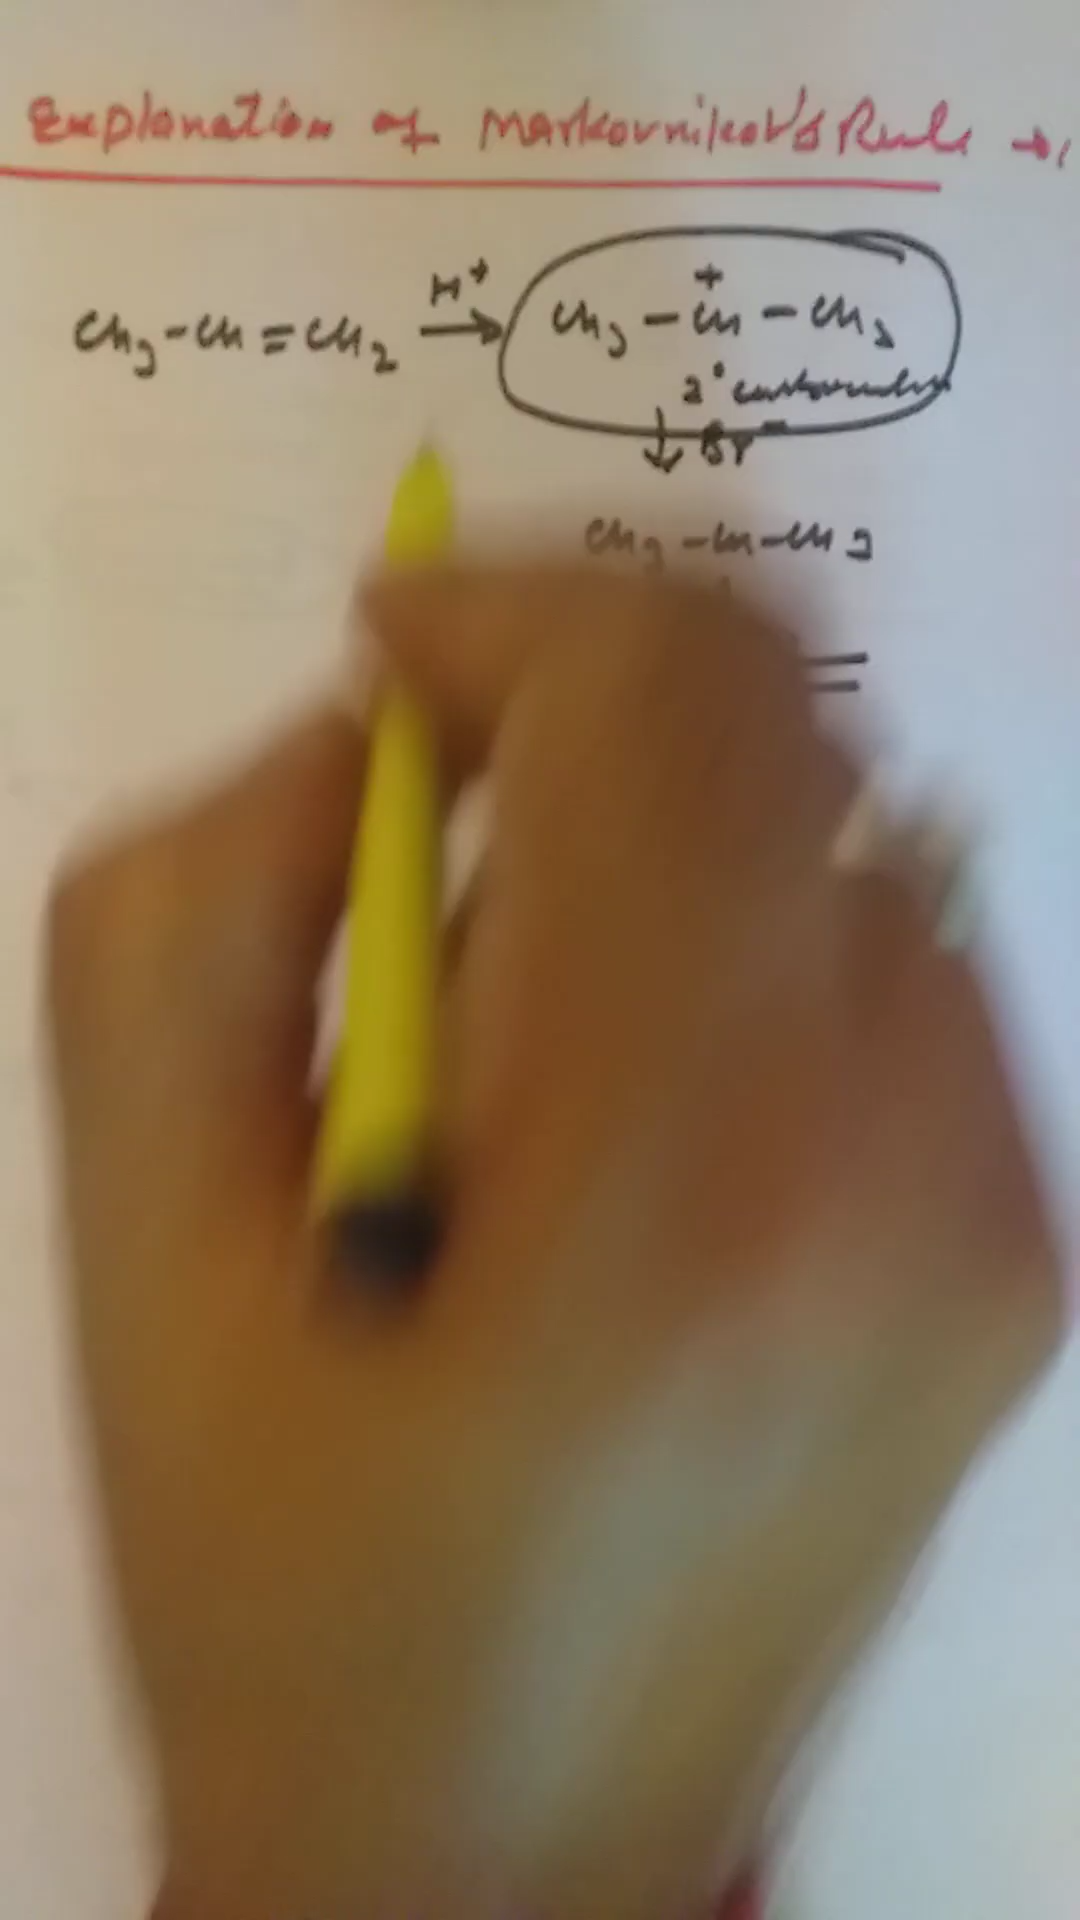 Explanation of Markovnikov's Rule →
CH3-CH=CH2 H+ → CH3-CH-CH3
+
2° carbocation
↓ Br-
CH3-CH-CH3